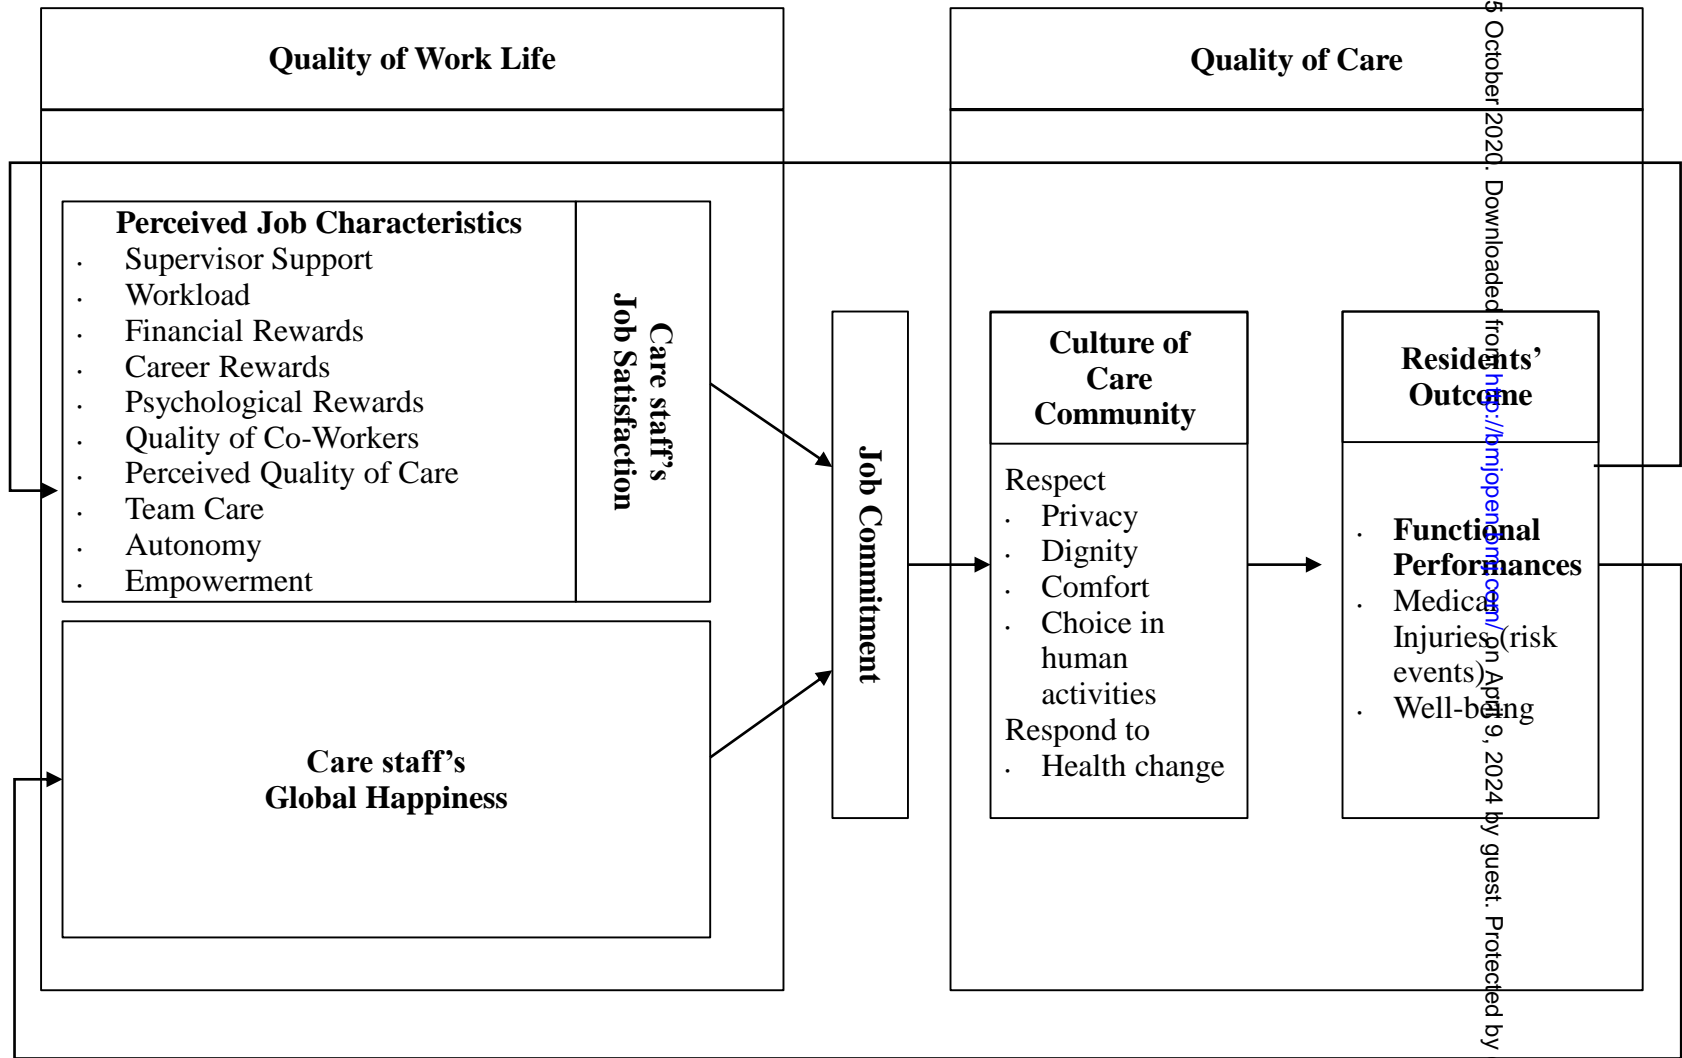 Quality of Work Life
Quality of Care
Perceived Job Characteristics
· Supervisor Support
· Workload
· Financial Rewards
· Career Rewards
· Psychological Rewards
· Quality of Co-Workers
· Perceived Quality of Care
· Team Care
· Autonomy
· Empowerment
Care staff’s
Job Satisfaction
Care staff’s
Global Happiness
Job Commitment
Culture of
Care
Community
Respect
· Privacy
· Dignity
· Comfort
· Choice in
human
activities
Respond to
· Health change
Residents’
Outcome
· Functional
Performances
· Medical
Injuries (risk
events)
· Well-being
5 October 2020. Downloaded from http://bmjopen.bmj.com/ on April 9, 2024 by guest. Protected by